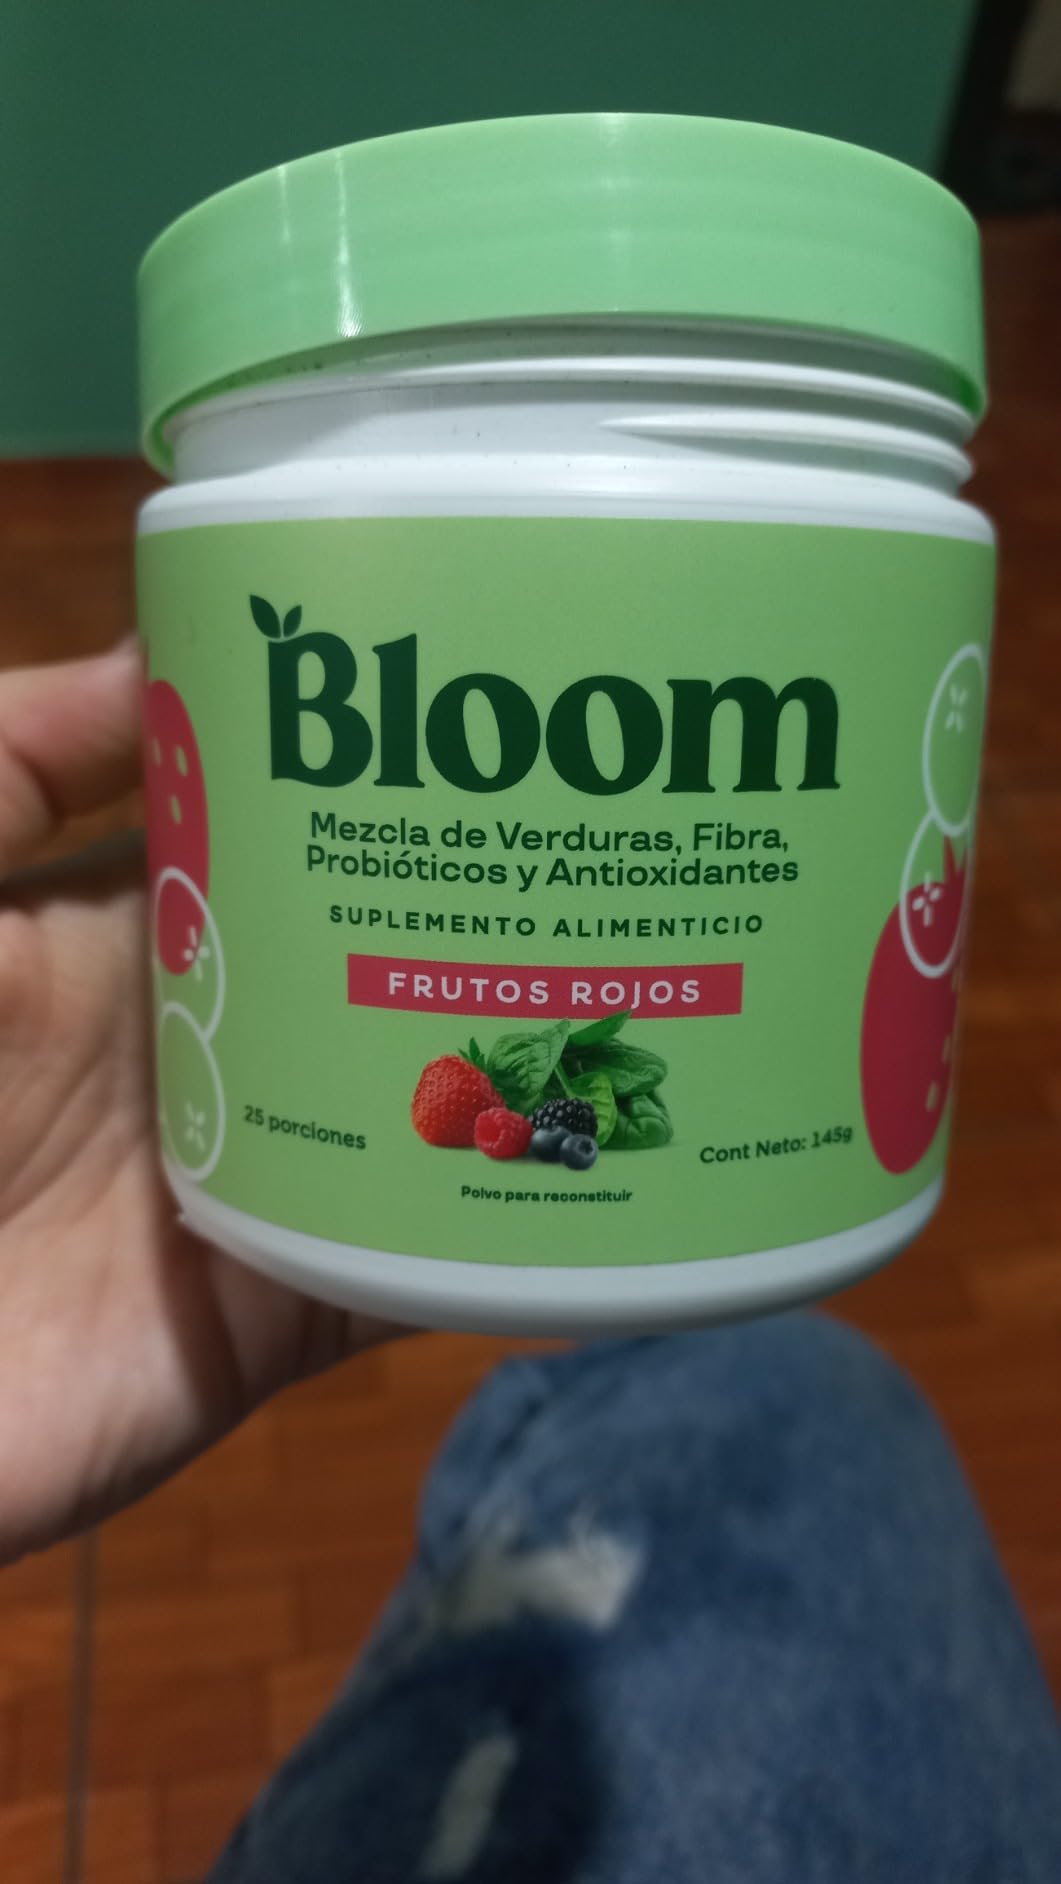 Bloom
Mezcla de Verduras, Fibra,
Probióticos y Antioxidantes
SUPLEMENTO ALIMENTICIO
FRUTOS ROJOS
25 porciones
Cont Neto: 145g
Polvo para reconstituir